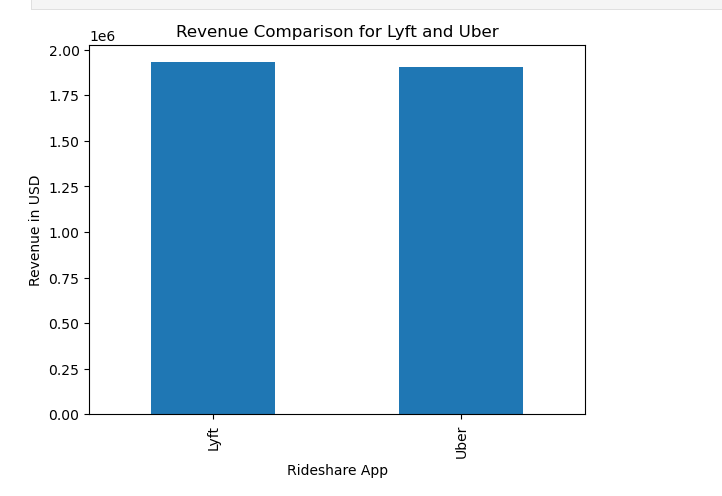 Revenue Comparison for Lyft and Uber
1e6
2.00
1.75
1.50
1.25
1.00
0.75
0.50
0.25
0.00
Revenue in USD
Lyft
Uber
Rideshare App